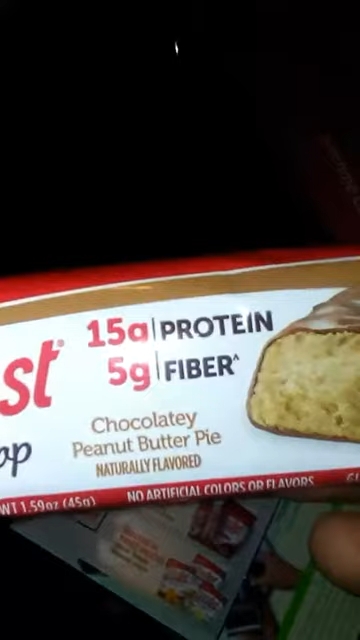 15g PROTEIN
st®
5g FIBER^
op
Chocolatey
Peanut Butter Pie
NATURALLY FLAVORED
WT 1.59oz (45g) NO ARTIFICIAL COLORS OR FLAVORS